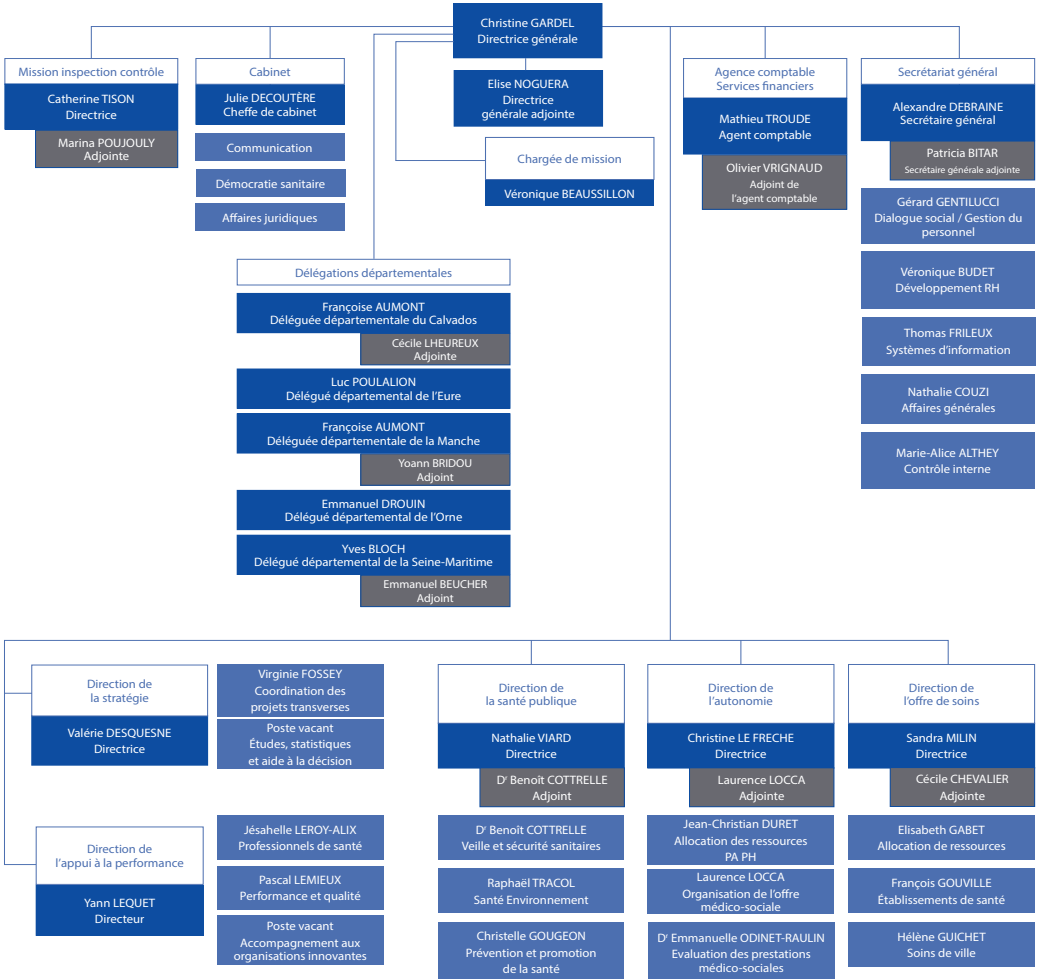 Christine GARDEL
Directrice générale
Elise NOGUERA
Directrice
générale adjointe
Mission inspection contrôle
Catherine TISON
Directrice
Marina POUJOULY
Adjointe
Cabinet
Julie DECOUTÈRE
Cheffe de cabinet
Communication
Démocratie sanitaire
Affaires juridiques
Chargée de mission
Véronique BEAUSSILLON
Agence comptable
Services financiers
Mathieu TROUDE
Agent comptable
Olivier VRIGNAUD
Adjoint de
l'agent comptable
Secrétariat général
Alexandre DEBRAINE
Secrétaire général
Patricia BITAR
Secrétaire générale adjointe
Gérard GENTILUCCI
Dialogue social / Gestion du
personnel
Véronique BUDET
Développement RH
Thomas FRILEUX
Systèmes d'information
Nathalie COUZI
Affaires générales
Marie-Alice ALTHEY
Contrôle interne
Délégations départementales
Françoise AUMONT
Déléguée départementale du Calvados
Cécile LHEUREUX
Adjointe
Luc POULALION
Délégué départemental de l'Eure
Françoise AUMONT
Déléguée départementale de la Manche
Yoann BRIDOU
Adjoint
Emmanuel DROUIN
Délégué départemental de l'Orne
Yves BLOCH
Délégué départemental de la Seine-Maritime
Emmanuel BEUCHER
Adjoint
Direction de
la stratégie
Valérie DESQUESNE
Directrice
Virginie FOSSEY
Coordination des
projets transverses
Poste vacant
Études, statistiques
et aide à la décision
Direction de
l'appui à la performance
Yann LEQUET
Directeur
Jésahelle LEROY-ALIX
Professionnels de santé
Pascal LEMIEUX
Performance et qualité
Poste vacant
Accompagnement aux
organisations innovantes
Direction de
la santé publique
Nathalie VIARD
Directrice
Dr Benoît COTTRELLE
Adjoint
Dr Benoît COTTRELLE
Veille et sécurité sanitaires
Raphaël TRACOL
Santé Environnement
Christelle GOUGEON
Prévention et promotion
de la santé
Direction de
l'autonomie
Christine LE FRECHE
Directrice
Laurence LOCCA
Adjointe
Jean-Christian DURET
Allocation des ressources
PA PH
Laurence LOCCA
Organisation de l'offre
médico-sociale
Dr Emmanuelle ODINET-RAULIN
Evaluation des prestations
médico-sociales
Direction de
l'offre de soins
Sandra MILIN
Directrice
Cécile CHEVALIER
Adjointe
Elisabeth GABET
Allocation de ressources
François GOUVILLE
Établissements de santé
Hélène GUICHET
Soins de ville